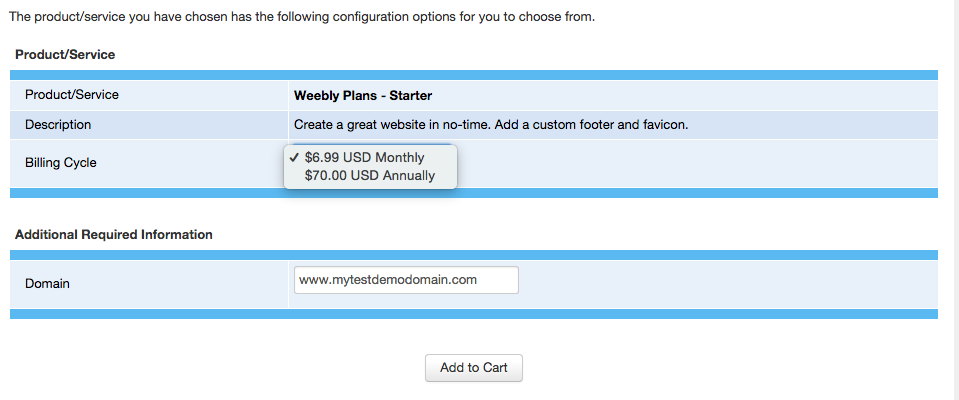 The product/service you have chosen has the following configuration options for you to choose from.
Product/Service
Product/Service Weebly Plans - Starter
Description Create a great website in no-time. Add a custom footer and favicon.
Billing Cycle ✓ $6.99 USD Monthly
$70.00 USD Annually
Additional Required Information
Domain www.mytestdemodomain.com
Add to Cart